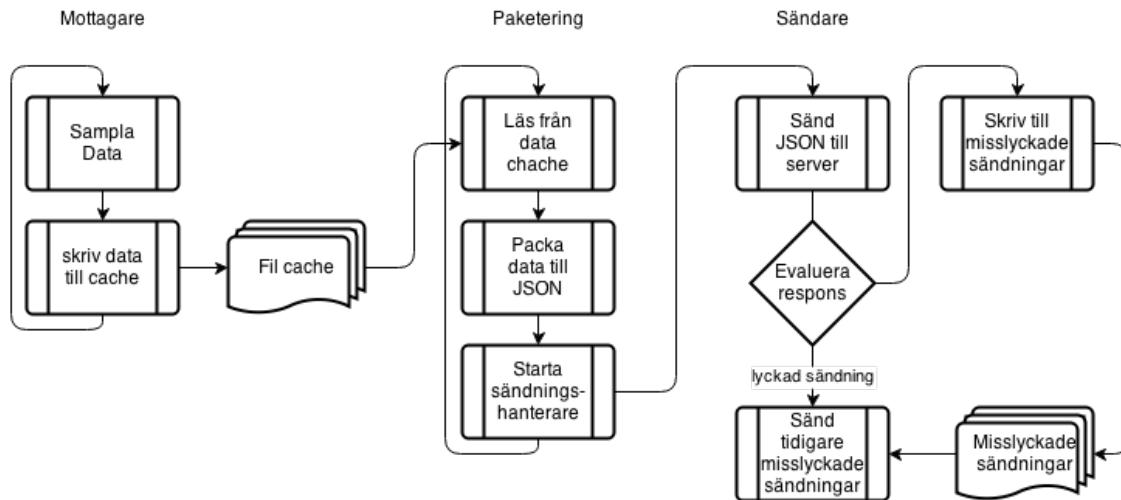 Mottagare
Paketering
Sändare
Sampla
Data
skriv data
till cache
Fil cache
Läs från
data
chache
Packa
data till
JSON
Starta
sändnings-
hanterare
Sänd
JSON till
server
Evaluera
respons
lyckad sändning
Sänd
tidigare
misslyckade
sändningar
Skriv till
misslyckade
sändningar
Misslyckade
sändningar